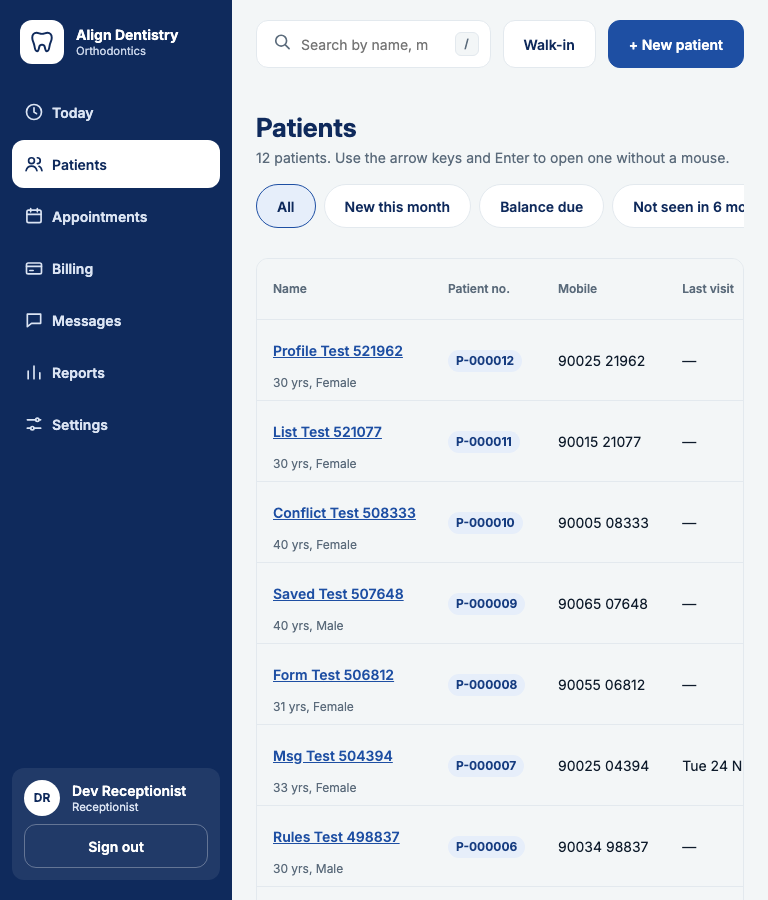 Align Dentistry
Orthodontics
Today
Patients
Appointments
Billing
Messages
Reports
Settings
DR
Dev Receptionist
Receptionist
Sign out
Search by name, m
/
Walk-in
+ New patient
Patients
12 patients. Use the arrow keys and Enter to open one without a mouse.
All New this month Balance due Not seen in 6 mo
Name Patient no. Mobile Last visit
Profile Test 521962
30 yrs, Female
P-000012 90025 21962 —
List Test 521077
30 yrs, Female
P-000011 90015 21077 —
Conflict Test 508333
40 yrs, Female
P-000010 90005 08333 —
Saved Test 507648
40 yrs, Male
P-000009 90065 07648 —
Form Test 506812
31 yrs, Female
P-000008 90055 06812 —
Msg Test 504394
33 yrs, Female
P-000007 90025 04394 Tue 24 N
Rules Test 498837
30 yrs, Male
P-000006 90034 98837 —